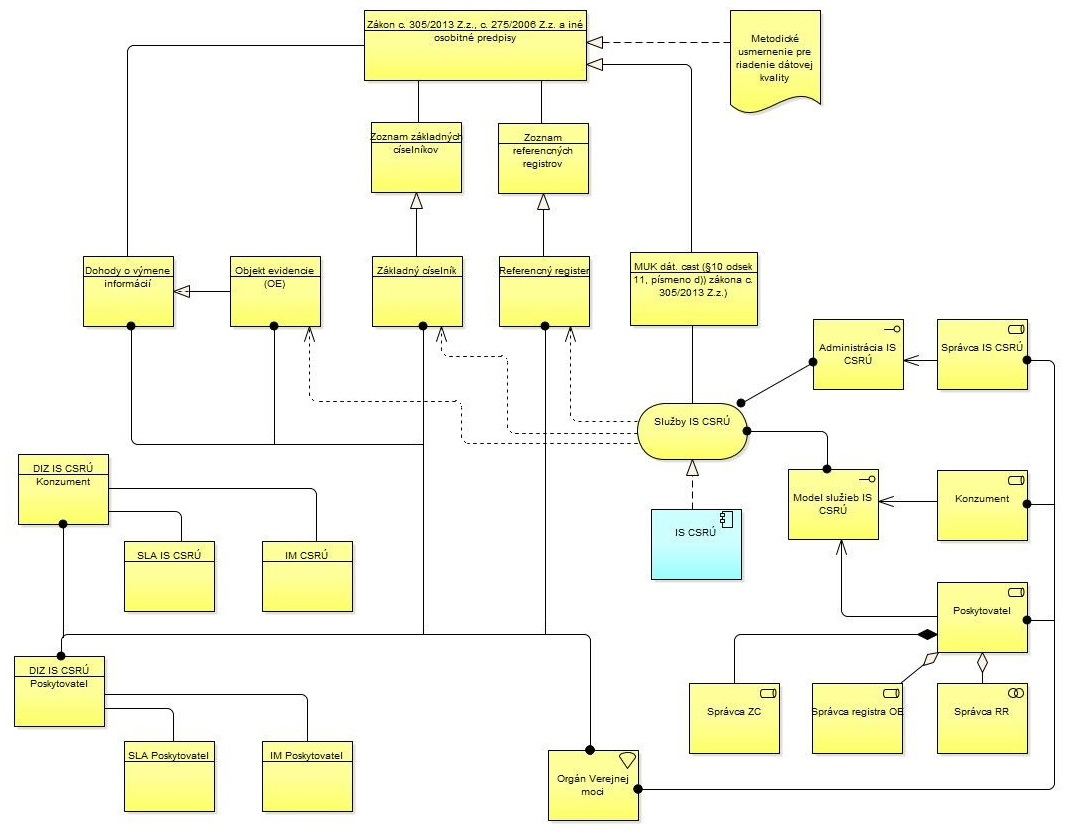 Zákon c. 305/2013 Z.z., c. 275/2006 Z.z. a iné
osobitné predpisy
Metodické
usmernenie pre
riadenie dátovej
kvality
Zoznam základných
císelníkov
Zoznam
referencných
registrov
Dohody o výmene
informácií
Objekt evidencie
(OE)
Základný císelník
Referencný register
MUK dát. cast (§10 odsek
11, písmeno d)) zákona c.
305/2013 Z.z.)
Administrácia IS
CSRÚ
Správca IS CSRÚ
Služby IS CSRÚ
DIZ IS CSRÚ
Konzument
Model služieb IS
CSRÚ
Konzument
IS CSRÚ
SLA IS CSRÚ
IM CSRÚ
Poskytovatel
DIZ IS CSRÚ
Poskytovatel
Správca ZC
Správca registra OE
Správca RR
SLA Poskytovatel
IM Poskytovatel
Orgán Verejnej
moci